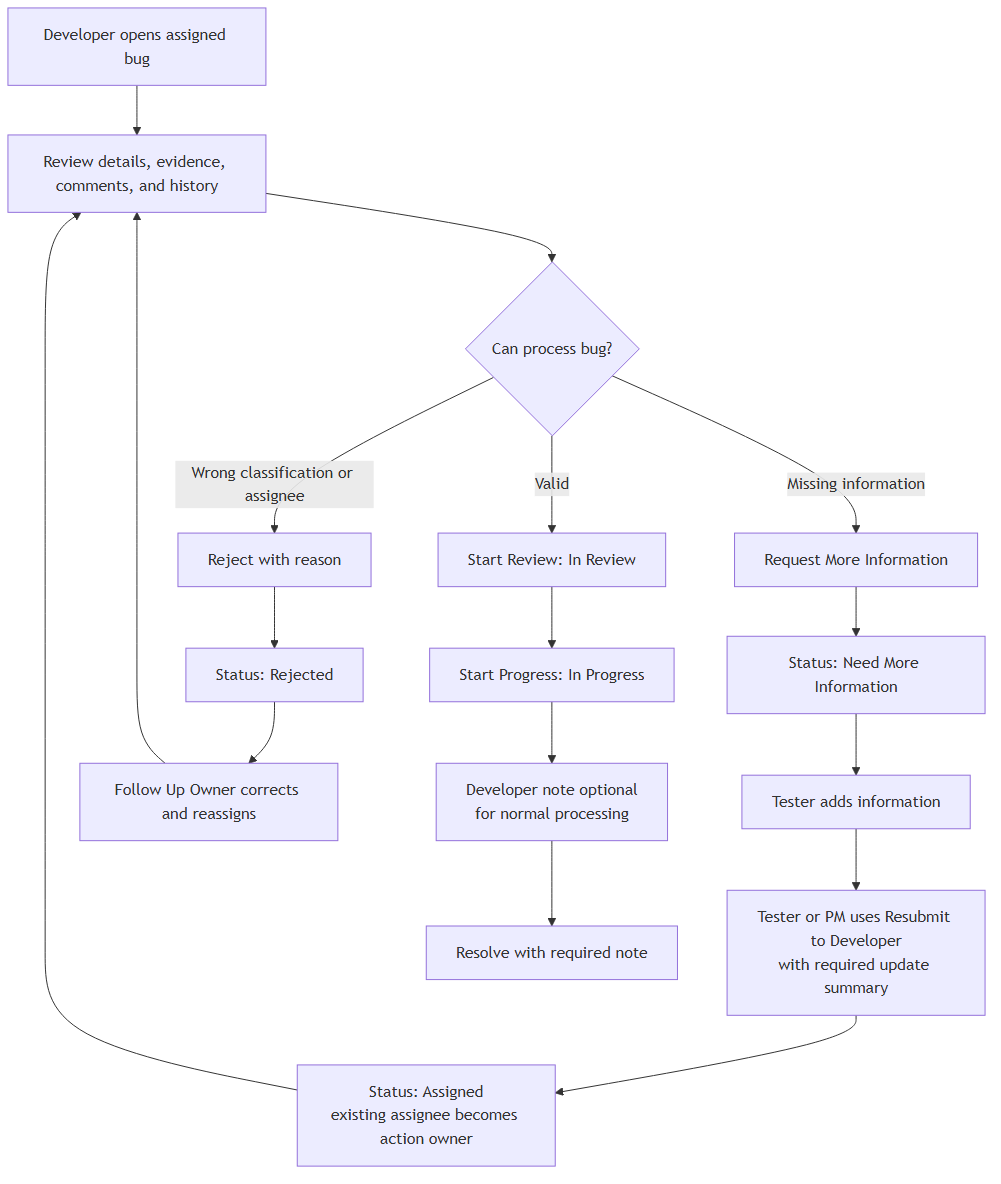 Developer opens assigned
bug
Review details, evidence,
comments, and history
Can process bug?
Wrong classification or
assignee
Valid
Missing information
Reject with reason
Start Review: In Review
Request More Information
Status: Rejected
Start Progress: In Progress
Status: Need More
Information
Follow Up Owner corrects
and reassigns
Developer note optional
for normal processing
Tester adds information
Resolve with required note
Tester or PM uses Resubmit
to Developer
with required update
summary
Status: Assigned
existing assignee becomes
action owner